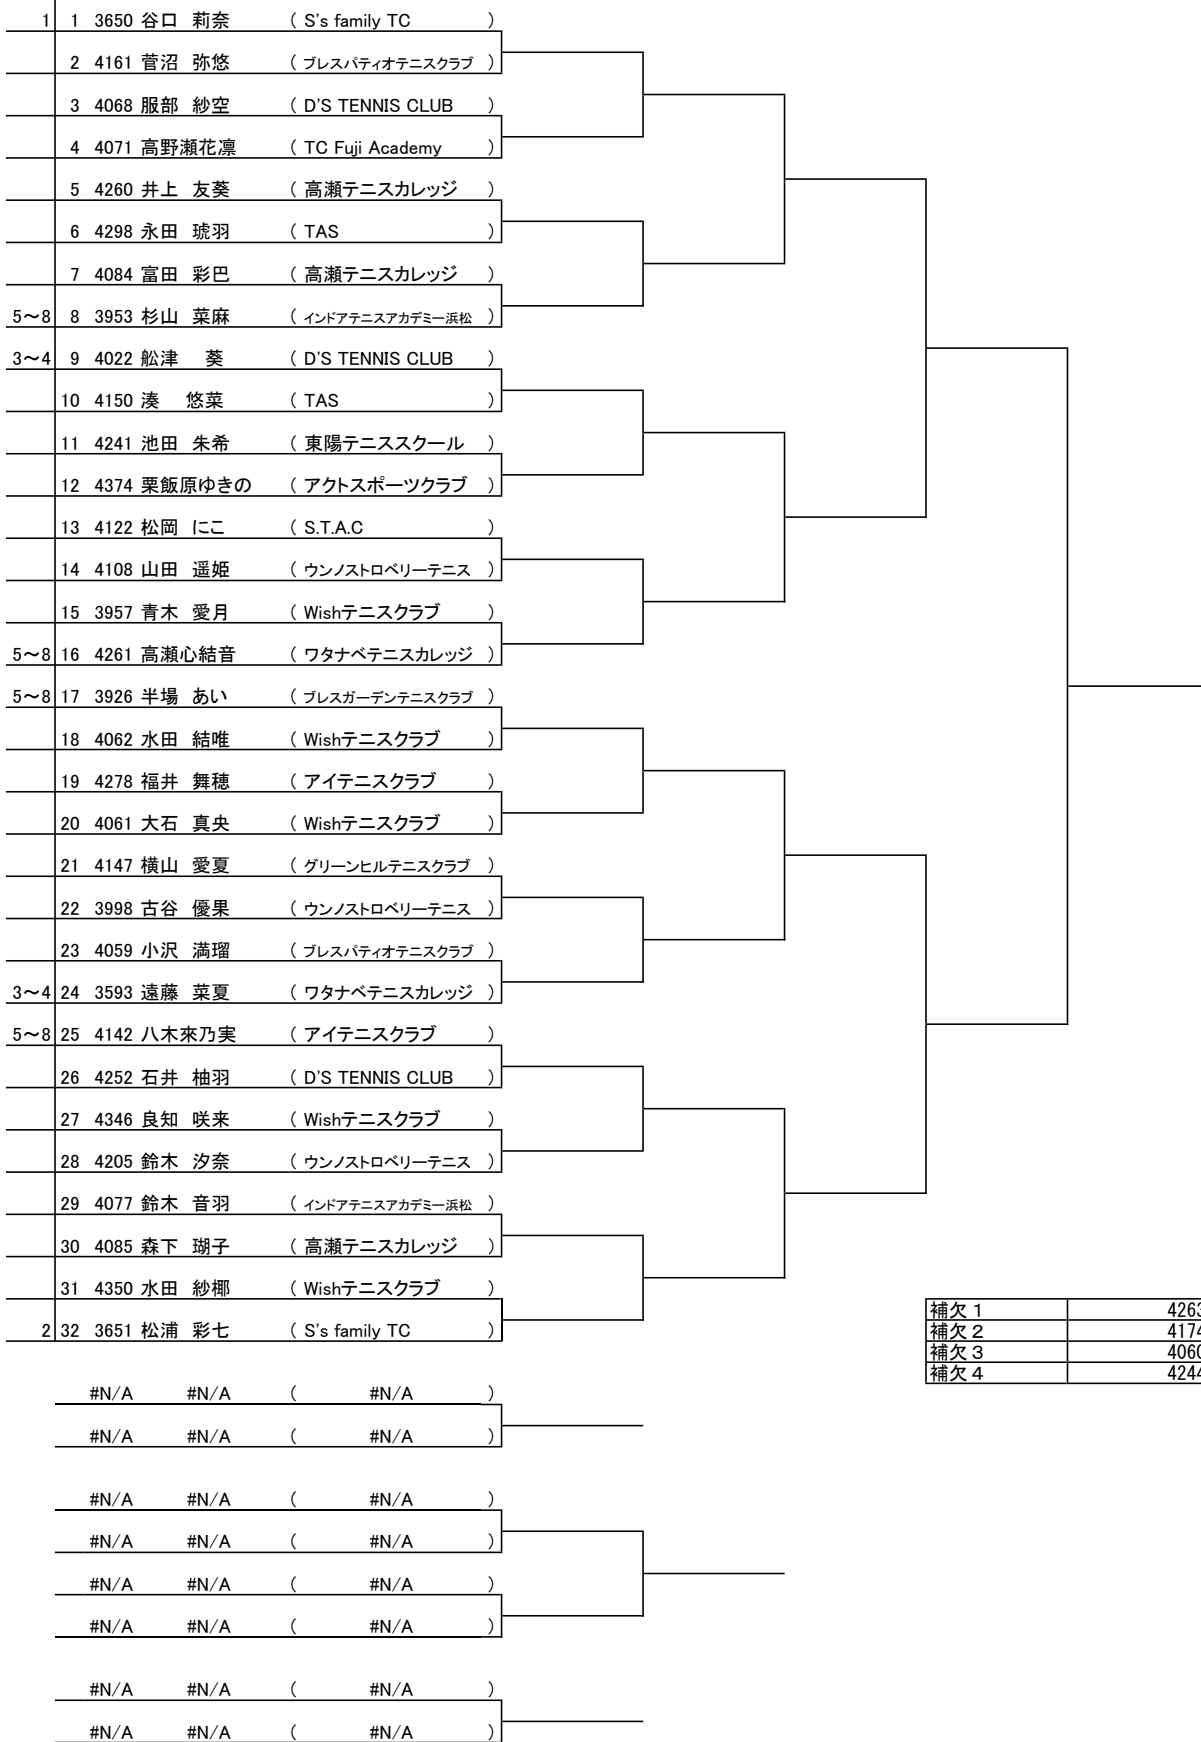 1 1 3650 谷口 莉奈 ( S's family TC )
2 4161 菅沼 弥悠 ( ブレスパティオテニスクラブ )
3 4068 服部 紗空 ( D'S TENNIS CLUB )
4 4071 高野瀬花凛 ( TC Fuji Academy )
5 4260 井上 友葵 ( 高瀬テニスカレッジ )
6 4298 永田 琥羽 ( TAS )
7 4084 富田 彩巴 ( 高瀬テニスカレッジ )
5～8 8 3953 杉山 菜麻 ( インドアテニスアカデミー浜松 )
3～4 9 4022 舩津 葵 ( D'S TENNIS CLUB )
10 4150 湊 悠菜 ( TAS )
11 4241 池田 朱希 ( 東陽テニススクール )
12 4374 栗飯原ゆきの ( アクトスポーツクラブ )
13 4122 松岡 にこ ( S.T.A.C )
14 4108 山田 遥姫 ( ウンノストロベリーテニス )
15 3957 青木 愛月 ( Wishテニスクラブ )
5～8 16 4261 高瀬心結音 ( ワタナベテニスカレッジ )
5～8 17 3926 半場 あい ( ブレスガーデンテニスクラブ )
18 4062 水田 結唯 ( Wishテニスクラブ )
19 4278 福井 舞穂 ( アイテニスクラブ )
20 4061 大石 真央 ( Wishテニスクラブ )
21 4147 横山 愛夏 ( グリーンヒルテニスクラブ )
22 3998 古谷 優果 ( ウンノストロベリーテニス )
23 4059 小沢 満瑠 ( ブレスパティオテニスクラブ )
3～4 24 3593 遠藤 菜夏 ( ワタナベテニスカレッジ )
5～8 25 4142 八木來乃実 ( アイテニスクラブ )
26 4252 石井 柚羽 ( D'S TENNIS CLUB )
27 4346 良知 咲来 ( Wishテニスクラブ )
28 4205 鈴木 汐奈 ( ウンノストロベリーテニス )
29 4077 鈴木 音羽 ( インドアテニスアカデミー浜松 )
30 4085 森下 瑚子 ( 高瀬テニスカレッジ )
31 4350 水田 紗椰 ( Wishテニスクラブ )
2 32 3651 松浦 彩七 ( S's family TC )
補欠１ 4263
補欠２ 4174
補欠３ 4060
補欠４ 4244
#N/A #N/A ( #N/A )
#N/A #N/A ( #N/A )
#N/A #N/A ( #N/A )
#N/A #N/A ( #N/A )
#N/A #N/A ( #N/A )
#N/A #N/A ( #N/A )
#N/A #N/A ( #N/A )
#N/A #N/A ( #N/A )